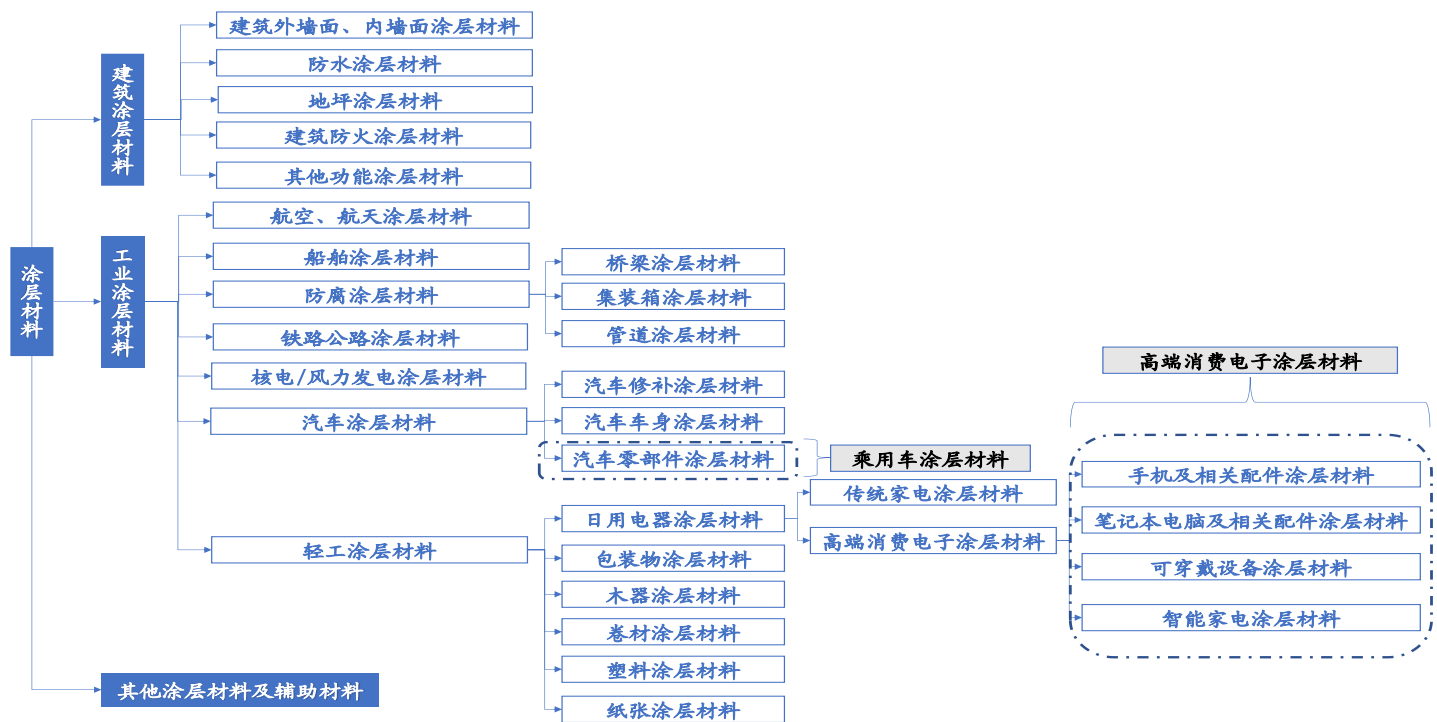 涂层材料
建筑涂层材料
建筑外墙面、内墙面涂层材料
防水涂层材料
地坪涂层材料
建筑防火涂层材料
其他功能涂层材料
工业涂层材料
航空、航天涂层材料
船舶涂层材料
防腐涂层材料
桥梁涂层材料
集装箱涂层材料
管道涂层材料
铁路公路涂层材料
核电/风力发电涂层材料
汽车涂层材料
汽车修补涂层材料
汽车车身涂层材料
汽车零部件涂层材料
乘用车涂层材料
轻工涂层材料
日用电器涂层材料
传统家电涂层材料
高端消费电子涂层材料
高端消费电子涂层材料
手机及相关配件涂层材料
笔记本电脑及相关配件涂层材料
可穿戴设备涂层材料
智能家电涂层材料
包装物涂层材料
木器涂层材料
卷材涂层材料
塑料涂层材料
纸张涂层材料
其他涂层材料及辅助材料